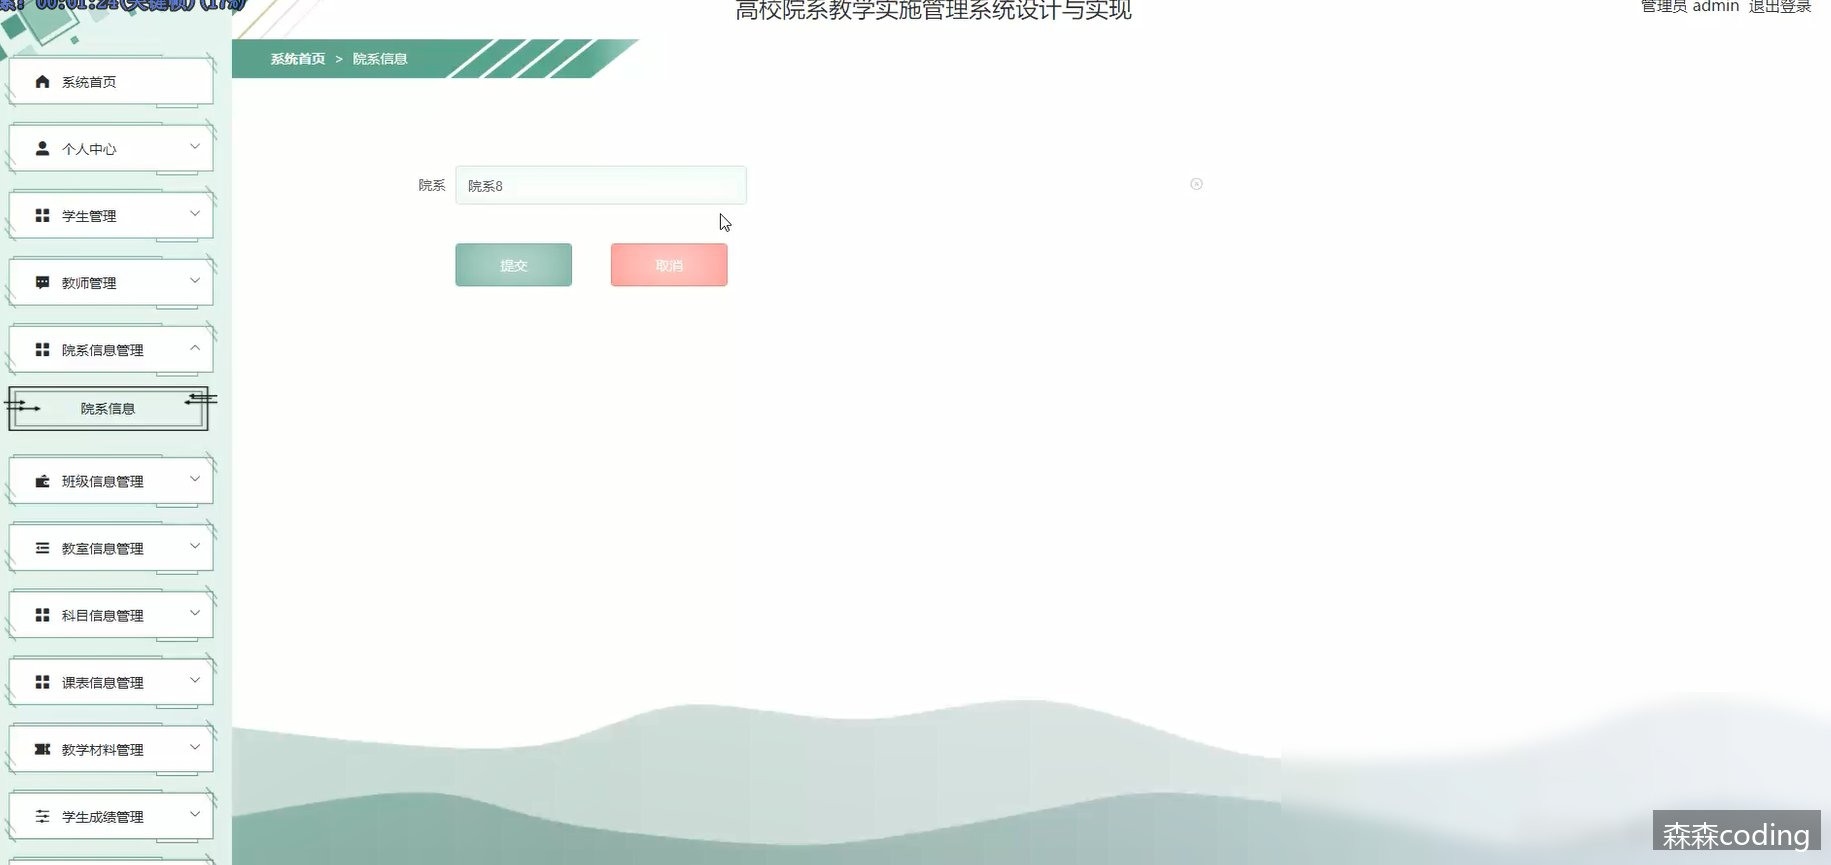 索: 00:01:24(关键帧)(17%)
高校院系教学实施管理系统设计与实现
管理员 admin 退出登录
系统首页 > 院系信息
系统首页
个人中心
学生管理
教师管理
院系信息管理
院系信息
班级信息管理
教室信息管理
科目信息管理
课表信息管理
教学材料管理
学生成绩管理
院系 院系8
提交 取消
森森coding